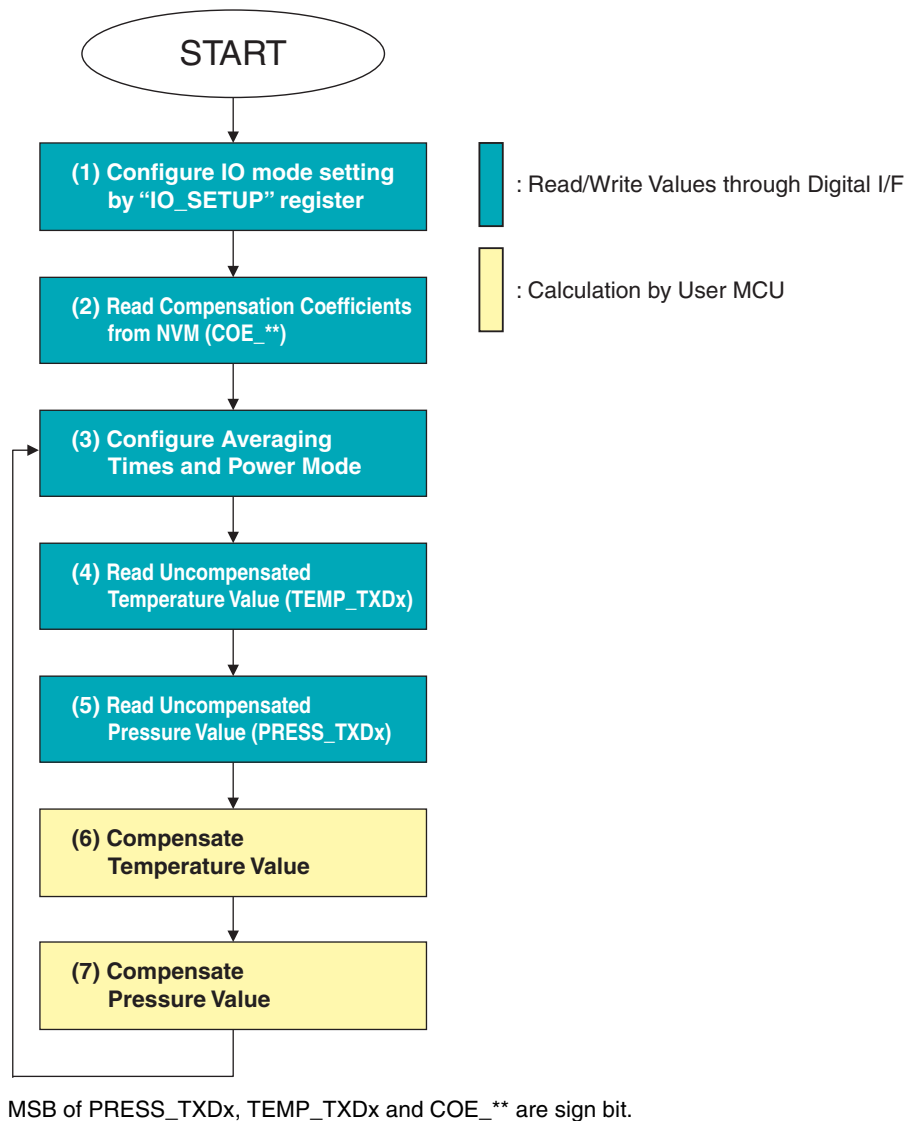 START
(1) Configure IO mode setting
by “IO_SETUP” register
: Read/Write Values through Digital I/F
: Calculation by User MCU
(2) Read Compensation Coefficients
from NVM (COE_**)
(3) Configure Averaging
Times and Power Mode
(4) Read Uncompensated
Temperature Value (TEMP_TXDx)
(5) Read Uncompensated
Pressure Value (PRESS_TXDx)
(6) Compensate
Temperature Value
(7) Compensate
Pressure Value
MSB of PRESS_TXDx, TEMP_TXDx and COE_** are sign bit.